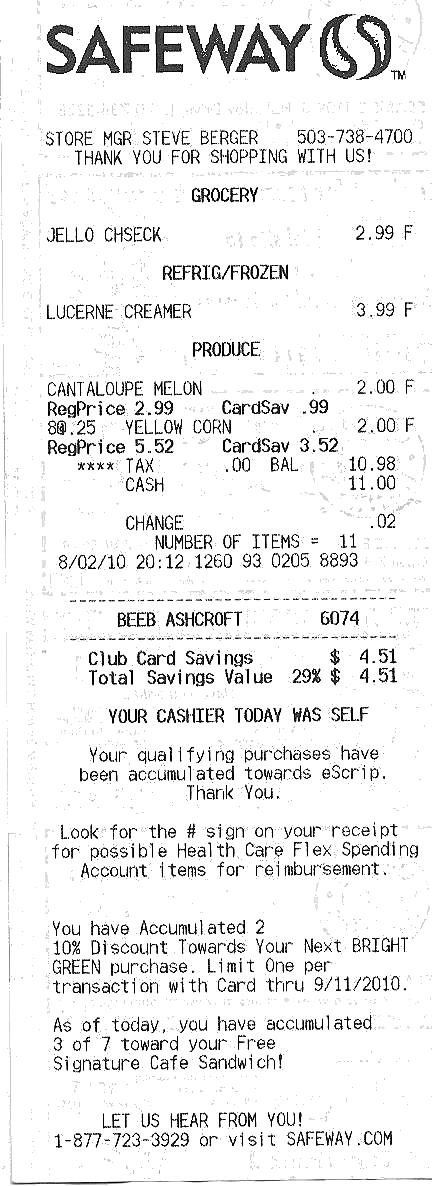 SAFEWAY
TM
STORE MGR STEVE BERGER 503-738-4700
THANK YOU FOR SHOPPING WITH US!
GROCERY
JELLO CHSECK 2.99 F
REFRIG/FROZEN
LUCERNE CREAMER 3.99 F
PRODUCE
CANTALOUPE MELON 2.00 F
RegPrice 2.99 CardSav .99
8@.25 YELLOW CORN 2.00 F
RegPrice 5.52 CardSav 3.52
**** TAX .00 BAL 10.98
CASH 11.00
CHANGE .02
NUMBER OF ITEMS = 11
8/02/10 20:12 1260 93 0205 8893
BEEB ASHCROFT 6074
Club Card Savings $ 4.51
Total Savings Value 29% $ 4.51
YOUR CASHIER TODAY WAS SELF
Your qualifying purchases have
been accumulated towards eScrip.
Thank You.
Look for the # sign on your receipt
for possible Health Care Flex Spending
Account items for reimbursement.
You have Accumulated 2
10% Discount Towards Your Next BRIGHT
GREEN purchase. Limit One per
transaction with Card thru 9/11/2010.
As of today, you have accumulated
3 of 7 toward your Free
Signature Cafe Sandwich!
LET US HEAR FROM YOU!
1-877-723-3929 or visit SAFEWAY.COM